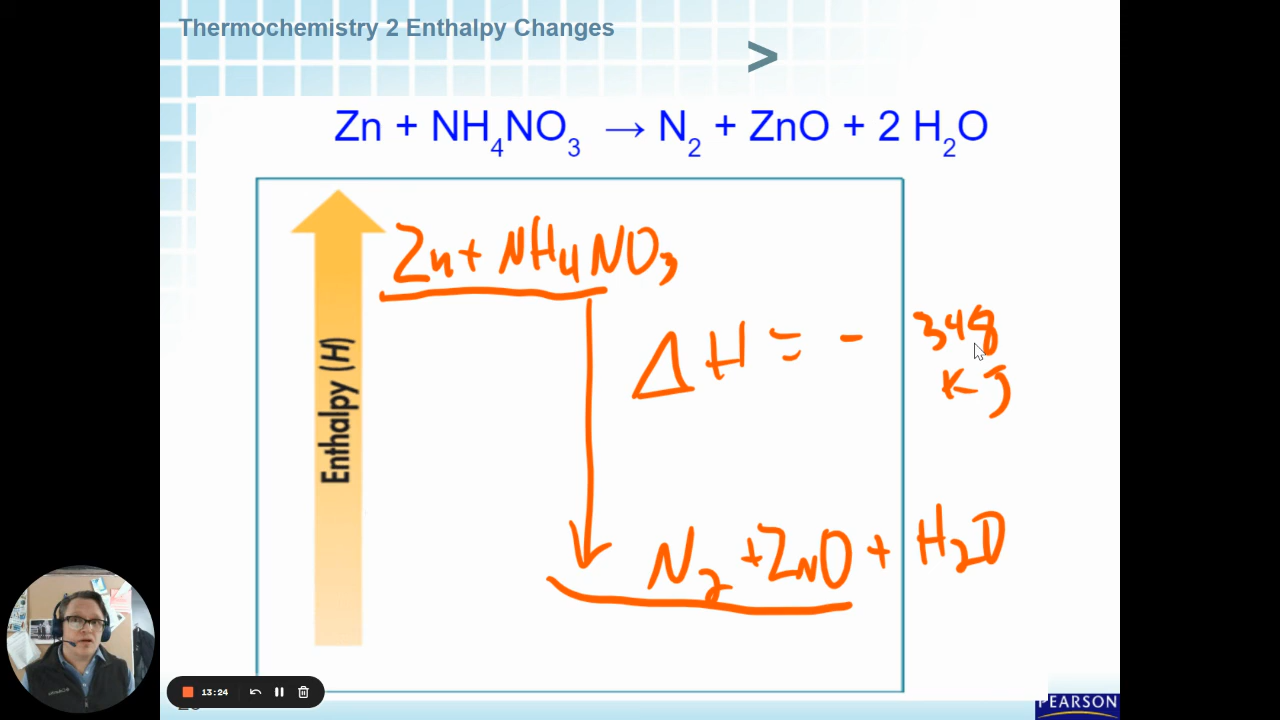 Thermochemistry 2 Enthalpy Changes
>
Zn + NH₄NO₃ → N₂ + ZnO + 2 H₂O
Zn + NH₄NO₃
ΔH = - 348
KJ
Enthalpy (H)
N₂ + ZnO + H₂O
13:24
PEARSON